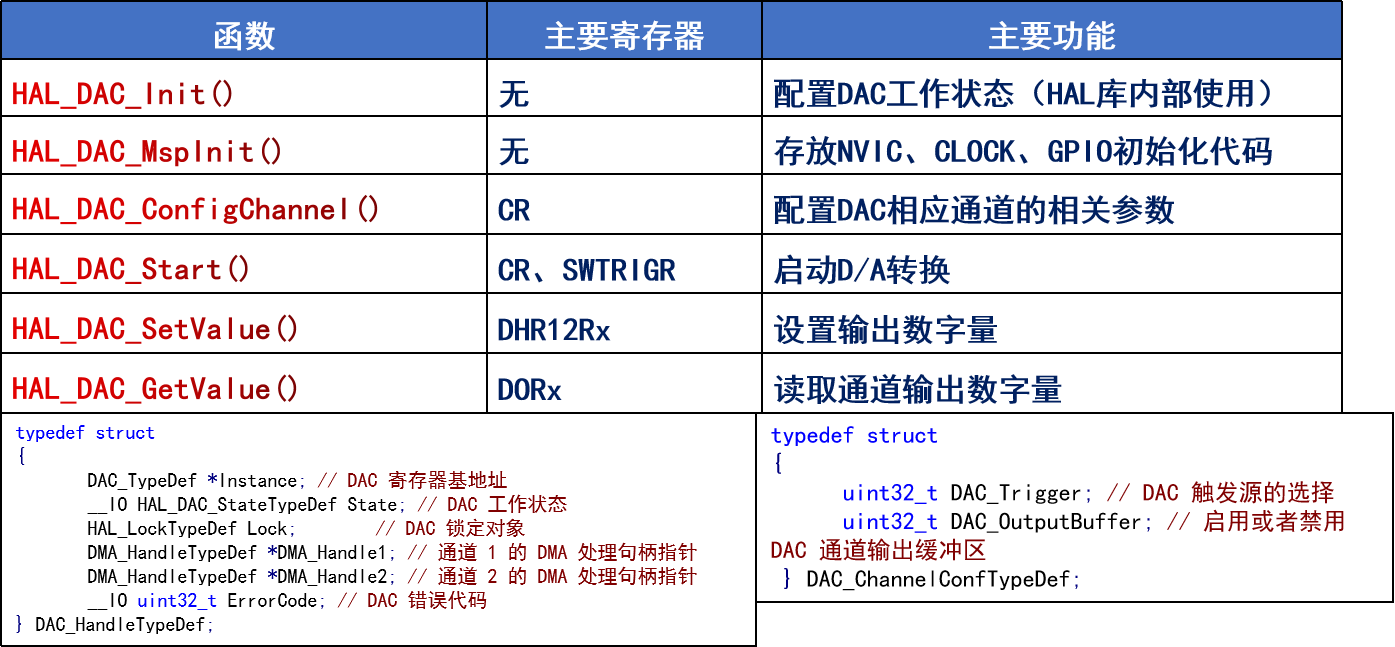 函数 主要寄存器 主要功能
HAL_DAC_Init() 无 配置DAC工作状态（HAL库内部使用）
HAL_DAC_MspInit() 无 存放NVIC、CLOCK、GPIO初始化代码
HAL_DAC_ConfigChannel() CR 配置DAC相应通道的相关参数
HAL_DAC_Start() CR、SWTRIGR 启动D/A转换
HAL_DAC_SetValue() DHR12Rx 设置输出数字量
HAL_DAC_GetValue() DORx 读取通道输出数字量
typedef struct
{
DAC_TypeDef *Instance; // DAC 寄存器基地址
__IO HAL_DAC_StateTypeDef State; // DAC 工作状态
HAL_LockTypeDef Lock; // DAC 锁定对象
DMA_HandleTypeDef *DMA_Handle1; // 通道 1 的 DMA 处理句柄指针
DMA_HandleTypeDef *DMA_Handle2; // 通道 2 的 DMA 处理句柄指针
__IO uint32_t ErrorCode; // DAC 错误代码
} DAC_HandleTypeDef;
typedef struct
{
uint32_t DAC_Trigger; // DAC 触发源的选择
uint32_t DAC_OutputBuffer; // 启用或者禁用
DAC 通道输出缓冲区
} DAC_ChannelConfTypeDef;